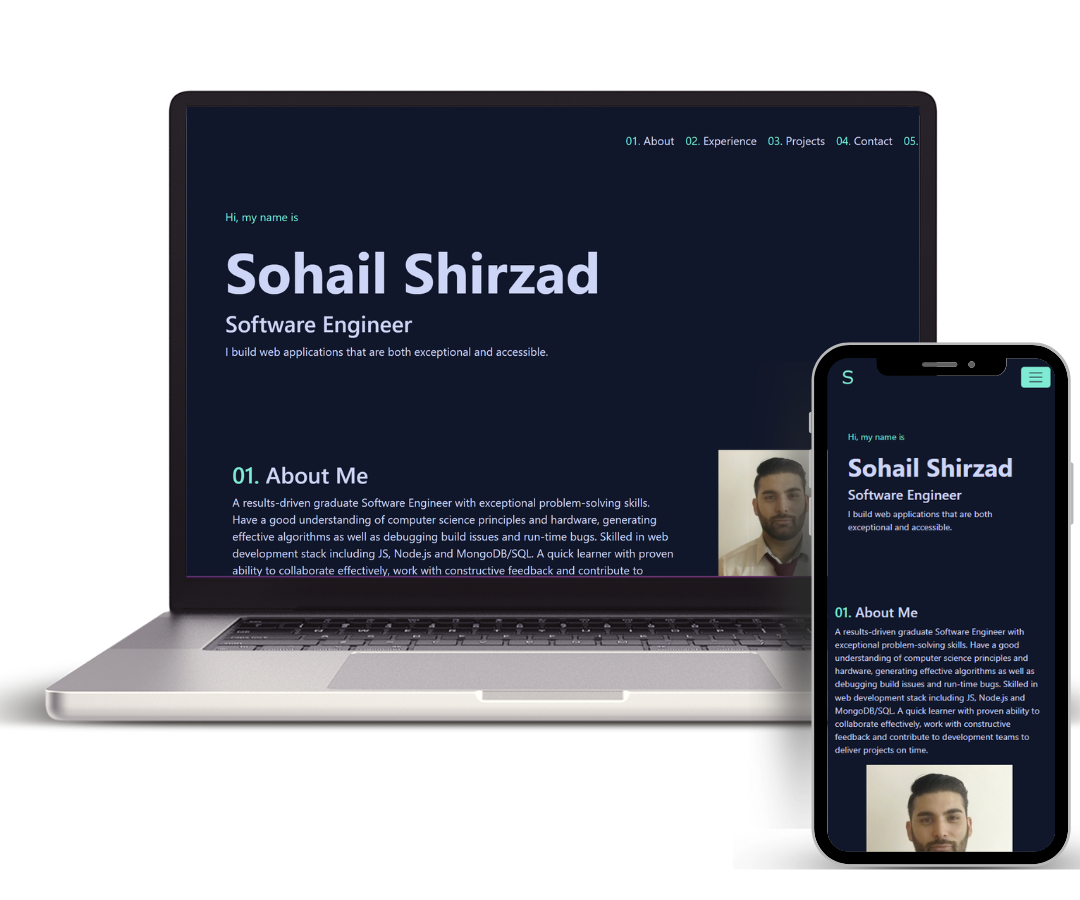 01. About 02. Experience 03. Projects 04. Contact 05.
Hi, my name is
Sohail Shirzad
Software Engineer
I build web applications that are both exceptional and accessible.
01. About Me
A results-driven graduate Software Engineer with exceptional problem-solving skills.
Have a good understanding of computer science principles and hardware, generating
effective algorithms as well as debugging build issues and run-time bugs. Skilled in web
development stack including JS, Node.js and MongoDB/SQL. A quick learner with proven
ability to collaborate effectively, work with constructive feedback and contribute to
S
Hi, my name is
Sohail Shirzad
Software Engineer
I build web applications that are both
exceptional and accessible.
01. About Me
A results-driven graduate Software Engineer with
exceptional problem-solving skills. Have a good
understanding of computer science principles and
hardware, generating effective algorithms as well as
debugging build issues and run-time bugs. Skilled in
web development stack including JS, Node.js and
MongoDB/SQL. A quick learner with proven ability to
collaborate effectively, work with constructive
feedback and contribute to development teams to
deliver projects on time.